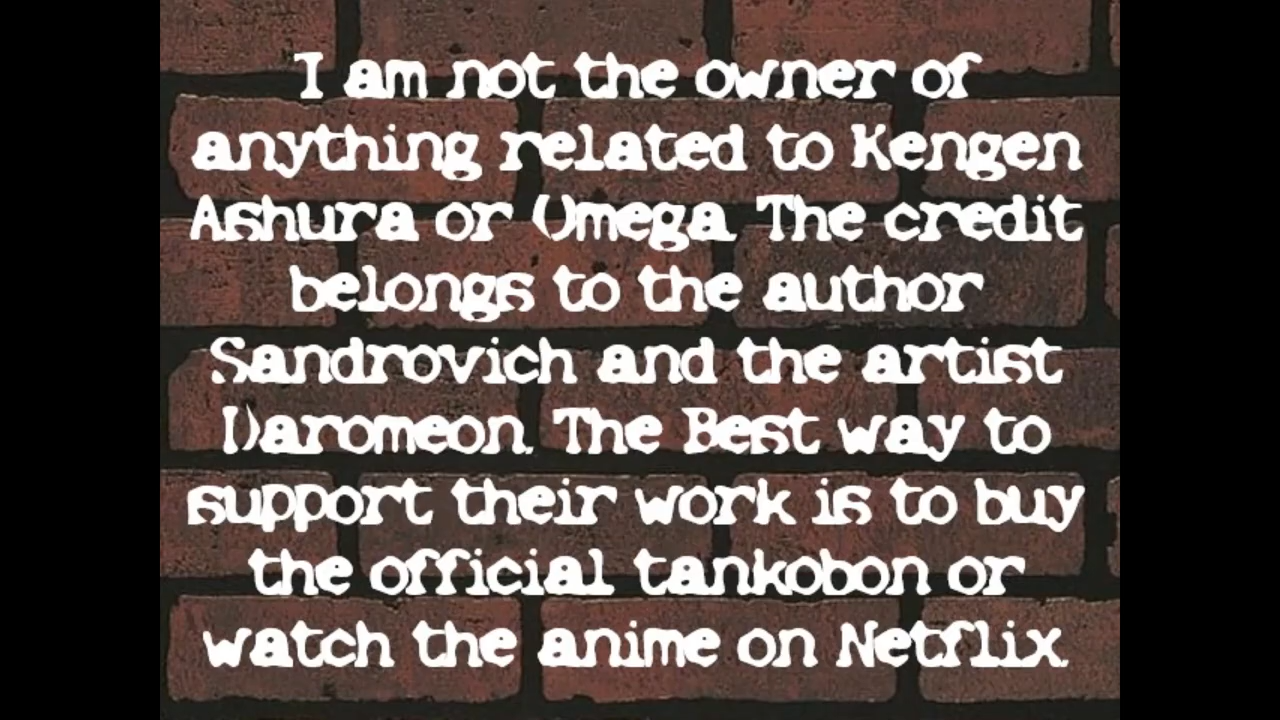 I am not the owner of
anything related to Kengen
Ashura or Omega. The credit
belongs to the author
Sandrovich and the artist
Daromeon. The Best way to
support their work is to buy
the official tankobon or
watch the anime on Netflix.